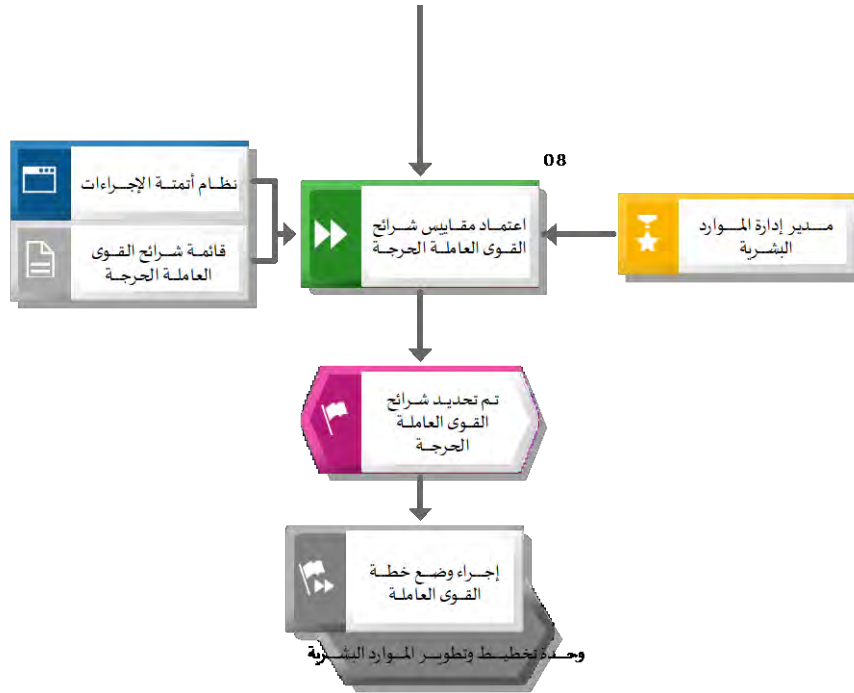 08
نظام أتمتة الإجراءات
اعتماد مقاييس شرائح
القوى العاملة الحرجة
مدير إدارة الموارد
البشرية
قائمة شرائح القوى
العاملة الحرجة
تم تحديد شرائح
القوى العاملة
الحرجة
إجراء وضع خطة
القوى العاملة
وحدة تخطيط وتطوير الموارد البشرية